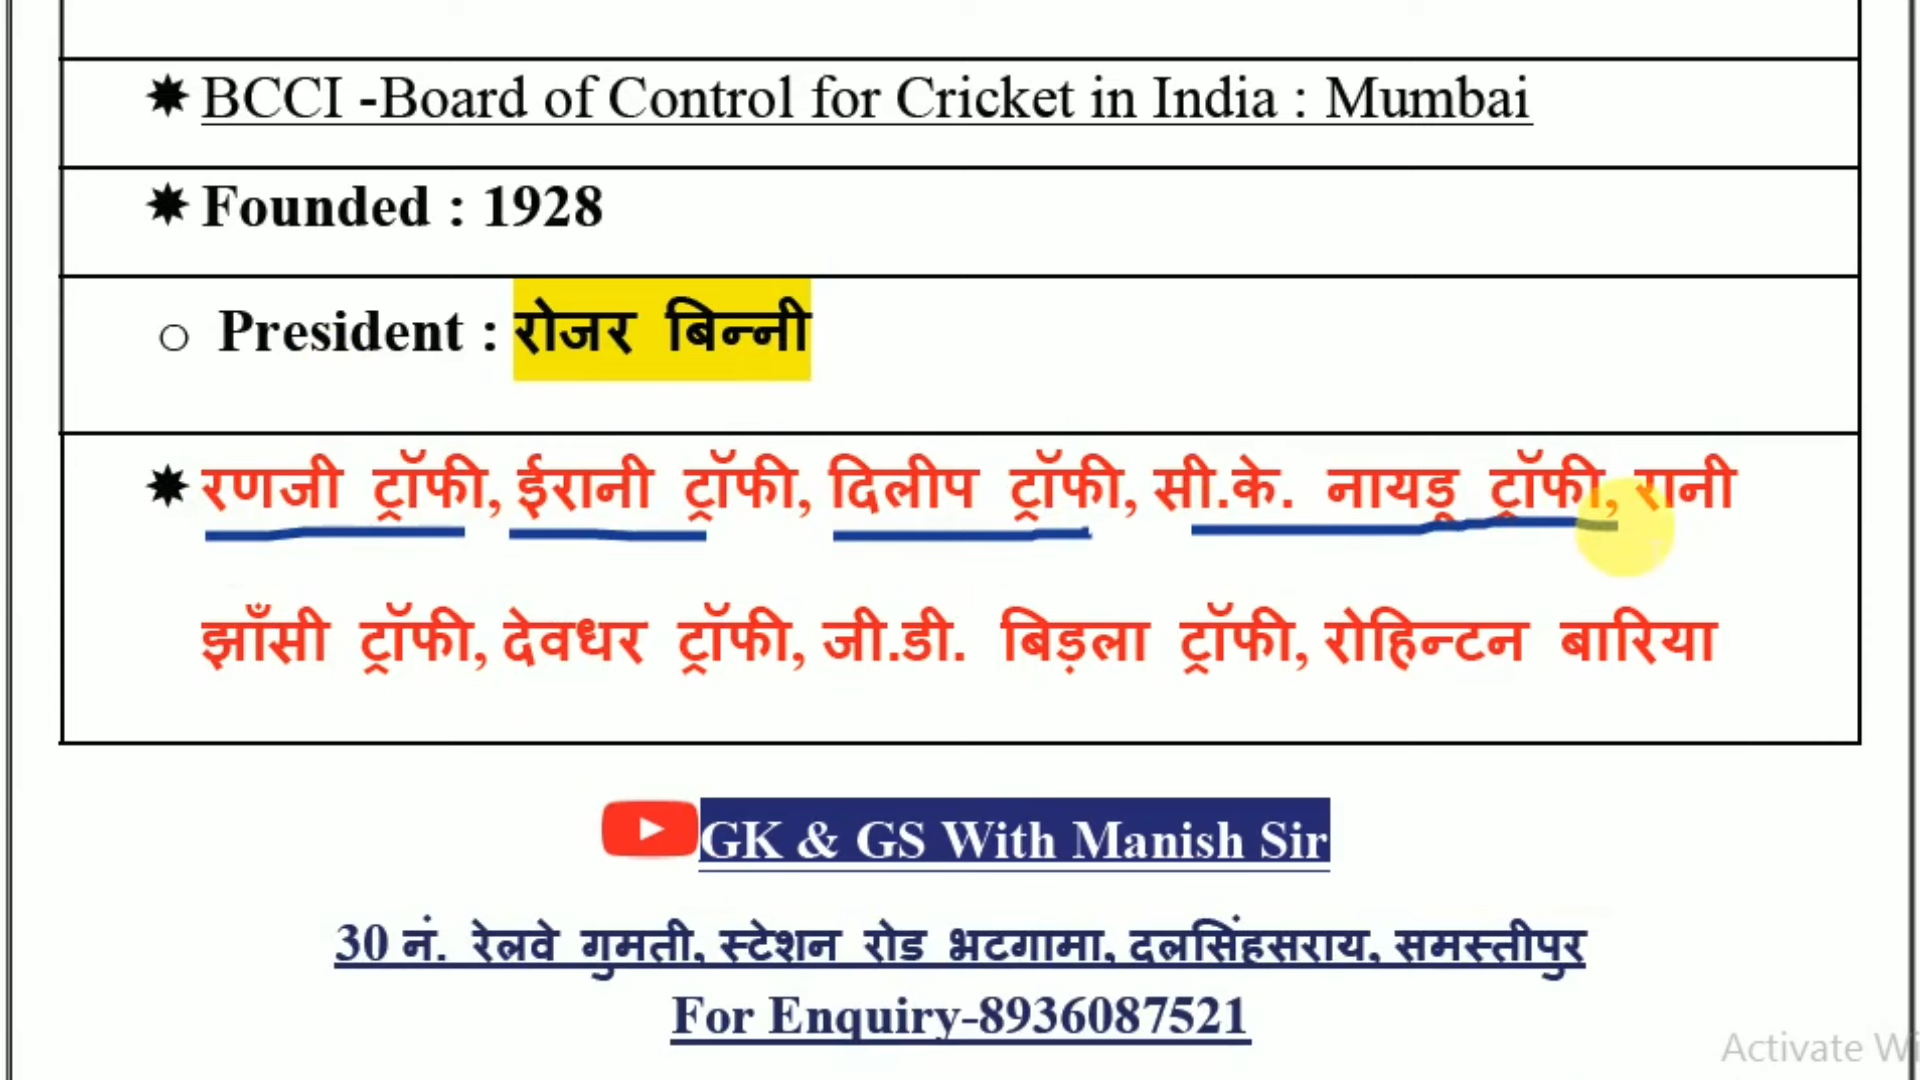 ✷ BCCI -Board of Control for Cricket in India : Mumbai
✷ Founded : 1928
○ President : रोजर बिन्नी
✷ रणजी ट्रॉफी, ईरानी ट्रॉफी, दिलीप ट्रॉफी, सी.के. नायडू ट्रॉफी, रानी
झाँसी ट्रॉफी, देवधर ट्रॉफी, जी.डी. बिड़ला ट्रॉफी, रोहिन्टन बारिया
GK & GS With Manish Sir
30 नं. रेलवे गुमती, स्टेशन रोड भटगामा, दलसिंहसराय, समस्तीपुर
For Enquiry-8936087521
Activate Wi